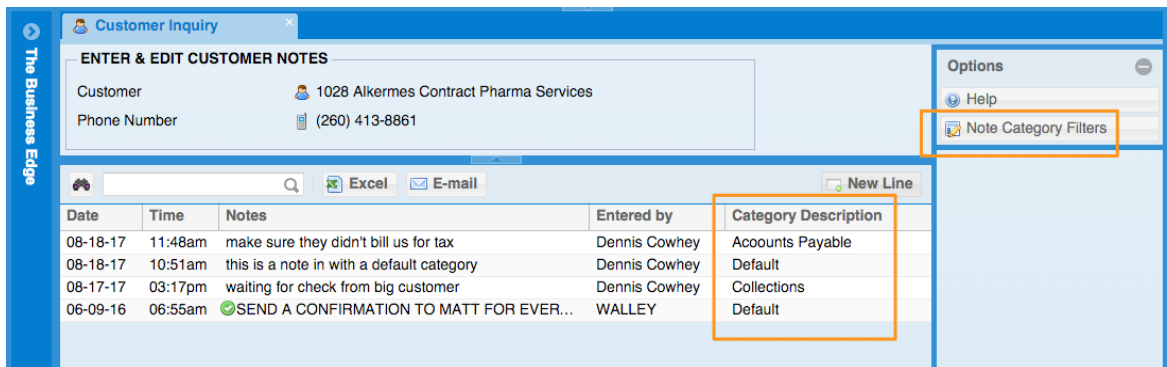 The Business Edge
Customer Inquiry
ENTER & EDIT CUSTOMER NOTES
Customer 1028 Alkermes Contract Pharma Services
Phone Number (260) 413-8861
Options
Help
Note Category Filters
Excel E-mail New Line
Date Time Notes Entered by Category Description
08-18-17 11:48am make sure they didn't bill us for tax Dennis Cowhey Acoounts Payable
08-18-17 10:51am this is a note in with a default category Dennis Cowhey Default
08-17-17 03:17pm waiting for check from big customer Dennis Cowhey Collections
06-09-16 06:55am SEND A CONFIRMATION TO MATT FOR EVER... WALLEY Default